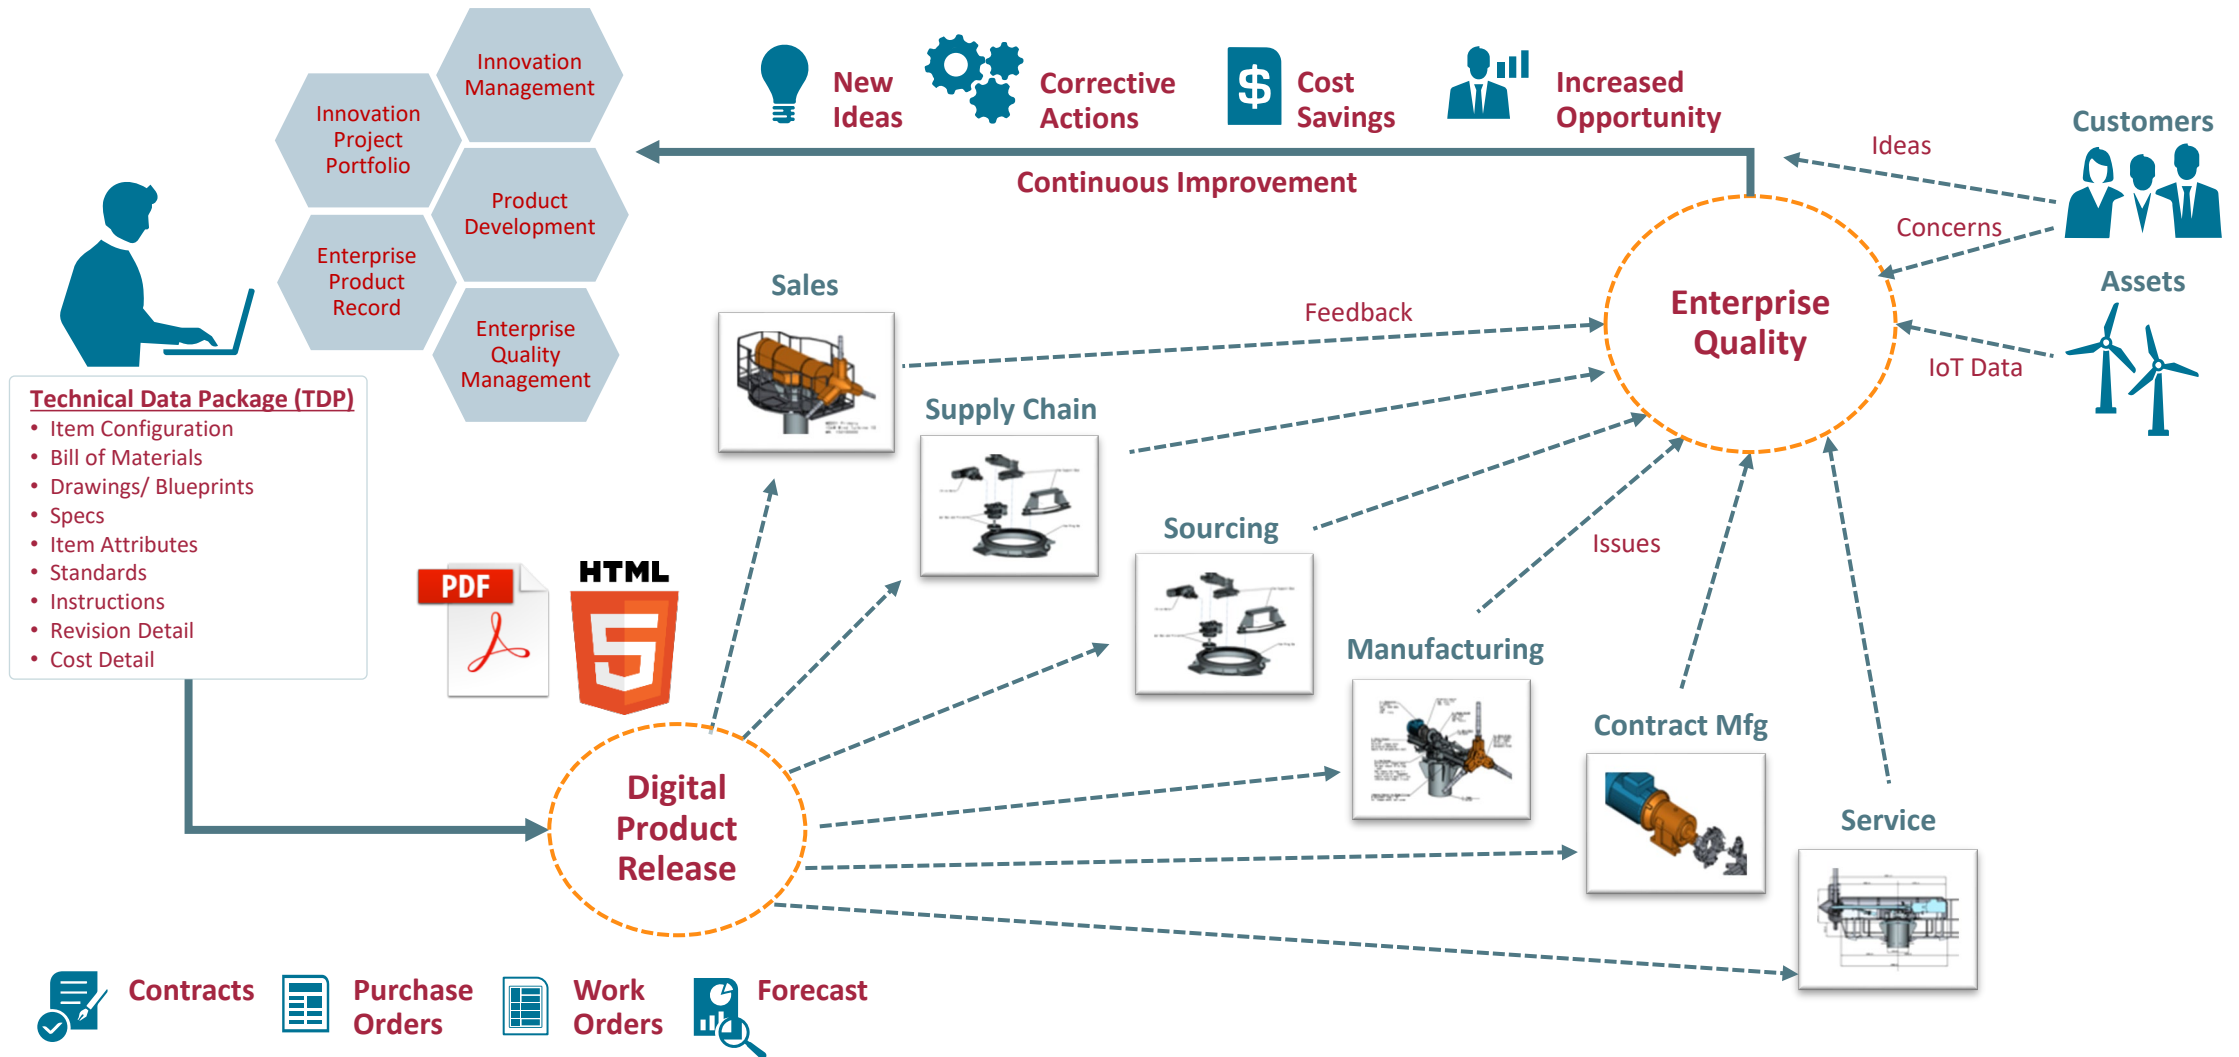 Innovation
Management
Innovation
Project
Portfolio
Product
Development
Enterprise
Product
Record
Enterprise
Quality
Management
New
Ideas
Corrective
Actions
$
Cost
Savings
Increased
Opportunity
Continuous Improvement
Customers
Ideas
Concerns
Assets
IoT Data
Enterprise
Quality
Technical Data Package (TDP)
• Item Configuration
• Bill of Materials
• Drawings/ Blueprints
• Specs
• Item Attributes
• Standards
• Instructions
• Revision Detail
• Cost Detail
PDF
HTML
5
Sales
Feedback
Supply Chain
Sourcing
Issues
Manufacturing
Contract Mfg
Service
Digital
Product
Release
Contracts
Purchase
Orders
Work
Orders
Forecast